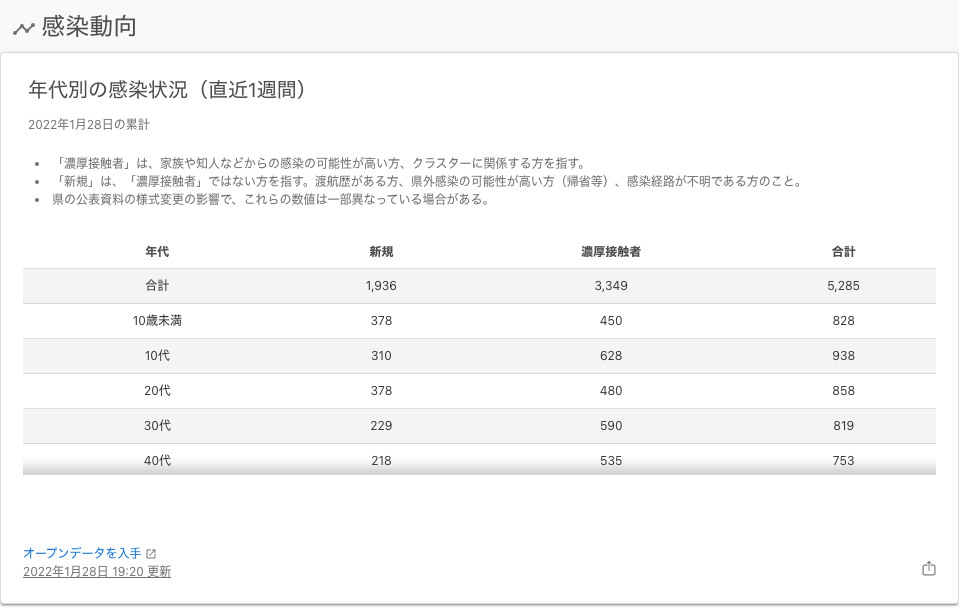 感染動向
年代別の感染状況（直近1週間）
2022年1月28日の累計
• 「濃厚接触者」は、家族や知人などからの感染の可能性が高い方、クラスターに関係する方を指す。
• 「新規」は、「濃厚接触者」ではない方を指す。渡航歴がある方、県外感染の可能性が高い方（帰省等）、感染経路が不明である方のこと。
• 県の公表資料の様式変更の影響で、これらの数値は一部異なっている場合がある。
年代 新規 濃厚接触者 合計
合計 1,936 3,349 5,285
10歳未満 378 450 828
10代 310 628 938
20代 378 480 858
30代 229 590 819
40代 218 535 753
オープンデータを入手
2022年1月28日 19:20 更新